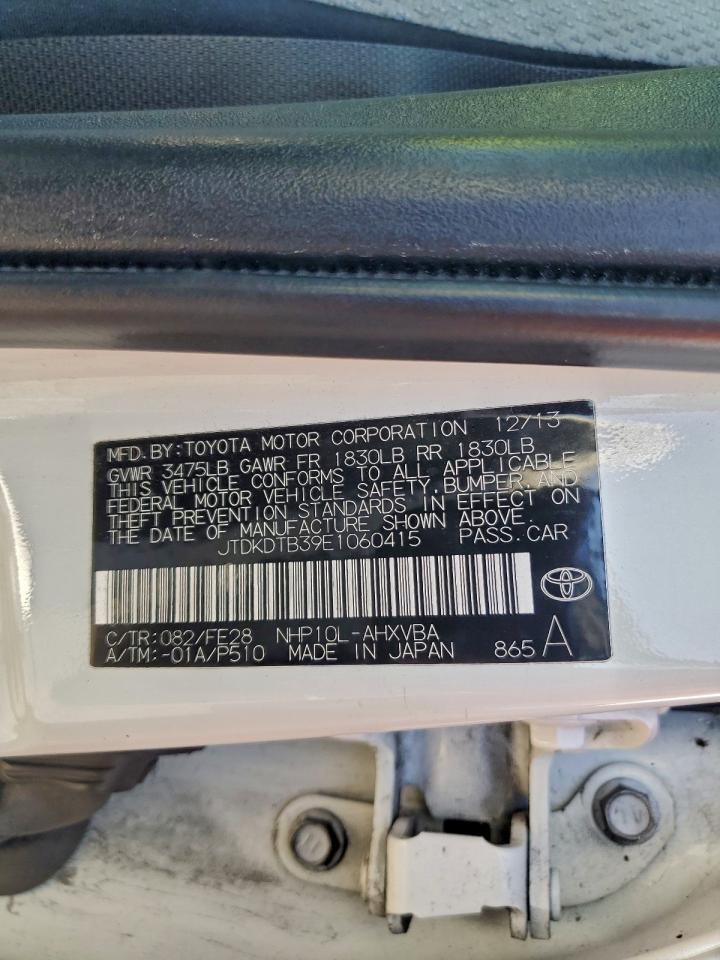 MFD. BY: TOYOTA MOTOR CORPORATION 12/13
GVWR 3475LB GAWR FR 1830LB RR 1830LB
THIS VEHICLE CONFORMS TO ALL APPLICABLE
FEDERAL MOTOR VEHICLE SAFETY, BUMPER, AND
THEFT PREVENTION STANDARDS IN EFFECT ON
THE DATE OF MANUFACTURE SHOWN ABOVE.
JTDKDTB39E1060415 PASS. CAR
C/TR: 082/FE28 NHP10L-AHXVBA
A/TM: -01A/P510 MADE IN JAPAN 865 A